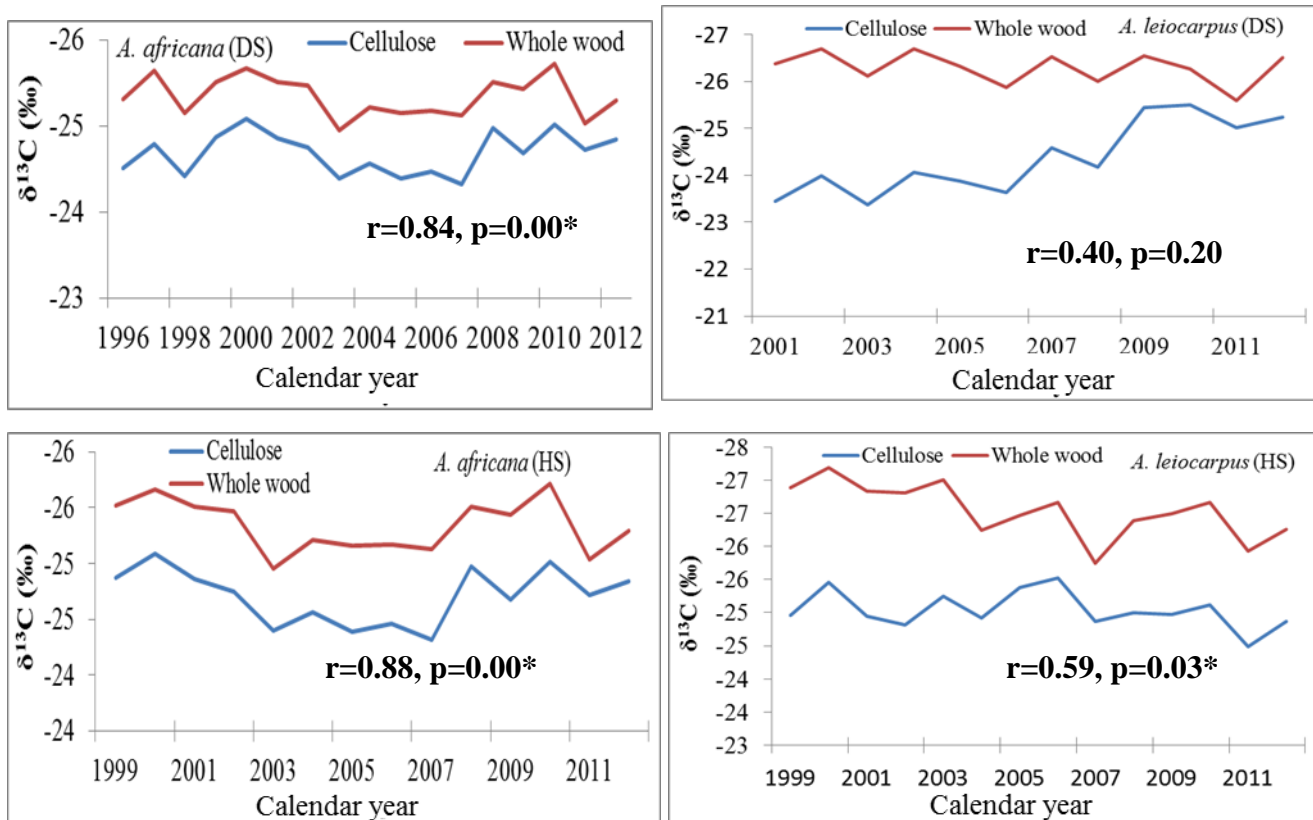 -26
A. africana (DS)
Cellulose
Whole wood
-25
-24
-23
δ¹³C (‰)
r=0.84, p=0.00*
1996 1998 2000 2002 2004 2006 2008 2010 2012
Calendar year
-27
Cellulose
Whole wood
A. leiocarpus (DS)
-26
-25
-24
-23
-22
-21
δ¹³C (‰)
r=0.40, p=0.20
2001 2003 2005 2007 2009 2011
Calendar year
-26
Cellulose
A. africana (HS)
Whole wood
-26
-25
-25
-24
-24
δ¹³C (‰)
r=0.88, p=0.00*
1999 2001 2003 2005 2007 2009 2011
Calendar year
-28
Cellulose
Whole wood
A. leiocarpus (HS)
-27
-27
-26
-26
-25
-25
-24
-24
-23
δ¹³C (‰)
r=0.59, p=0.03*
1999 2001 2003 2005 2007 2009 2011
Calendar year